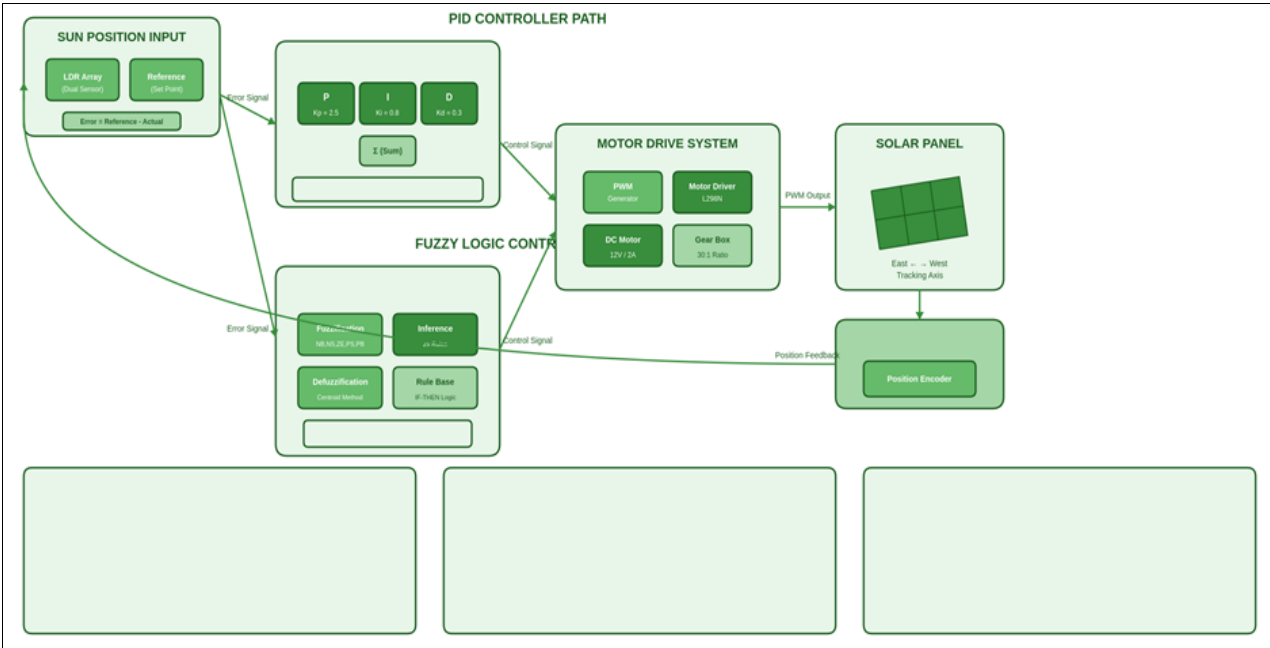 PID CONTROLLER PATH
SUN POSITION INPUT
LDR Array
(Dual Sensor)
Reference
(Set Point)
Error = Reference - Actual
Error Signal
P
Kp = 2.5
I
Ki = 0.8
D
Kd = 0.3
Σ (Sum)
Control Signal
MOTOR DRIVE SYSTEM
PWM
Generator
Motor Driver
L298N
DC Motor
12V / 2A
Gear Box
30:1 Ratio
PWM Output
SOLAR PANEL
East ← → West
Tracking Axis
FUZZY LOGIC CONTR
Error Signal
Fuzzification
NB,NS,ZE,PS,PB
Inference
Defuzzification
Centroid Method
Rule Base
IF-THEN Logic
Control Signal
Position Feedback
Position Encoder